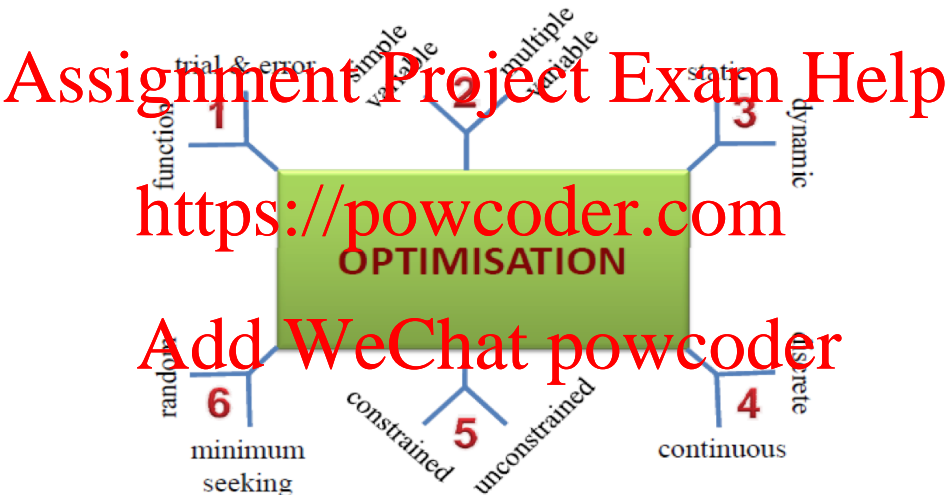 trial & error
function
1
simple
variable
2
multiple
variable
static
3
dynamic
Assignment Project Exam Help
https://powcoder.com
OPTIMISATION
Add WeChat powcoder
random
6
minimum
seeking
constrained
5
unconstrained
discrete
4
continuous